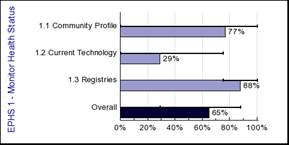 EPHS 1 - Monitor Health Status
1.1 Community Profile
77%
1.2 Current Technology
29%
1.3 Registries
88%
Overall
65%
0% 20% 40% 60% 80% 100%